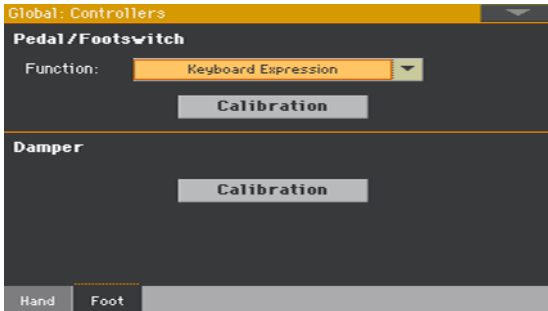 Global: Controllers
Pedal/Footswitch
Function: Keyboard Expression
Calibration
Damper
Calibration
Hand Foot